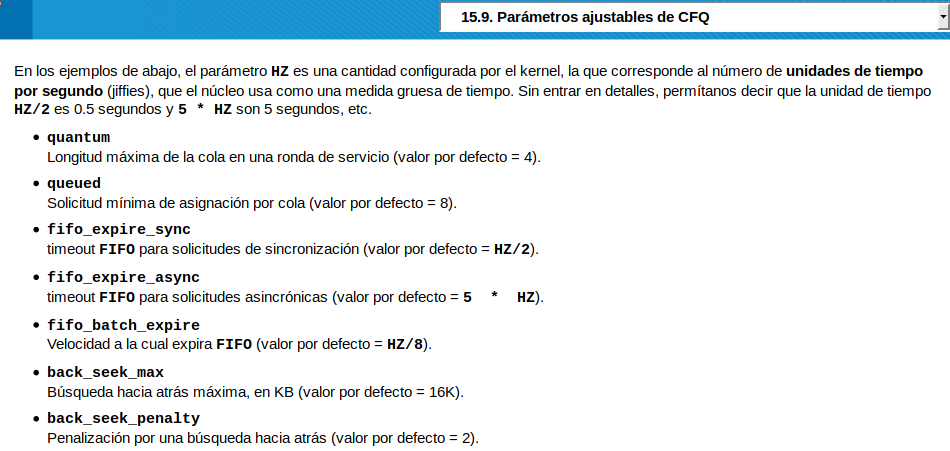 15.9. Parámetros ajustables de CFQ
En los ejemplos de abajo, el parámetro HZ es una cantidad configurada por el kernel, la que corresponde al número de unidades de tiempo
por segundo (jiffies), que el núcleo usa como una medida gruesa de tiempo. Sin entrar en detalles, permítanos decir que la unidad de tiempo
HZ/2 es 0.5 segundos y 5 * HZ son 5 segundos, etc.
• quantum
Longitud máxima de la cola en una ronda de servicio (valor por defecto = 4).
• queued
Solicitud mínima de asignación por cola (valor por defecto = 8).
• fifo_expire_sync
timeout FIFO para solicitudes de sincronización (valor por defecto = HZ/2).
• fifo_expire_async
timeout FIFO para solicitudes asincrónicas (valor por defecto = 5 * HZ).
• fifo_batch_expire
Velocidad a la cual expira FIFO (valor por defecto = HZ/8).
• back_seek_max
Búsqueda hacia atrás máxima, en KB (valor por defecto = 16K).
• back_seek_penalty
Penalización por una búsqueda hacia atrás (valor por defecto = 2).